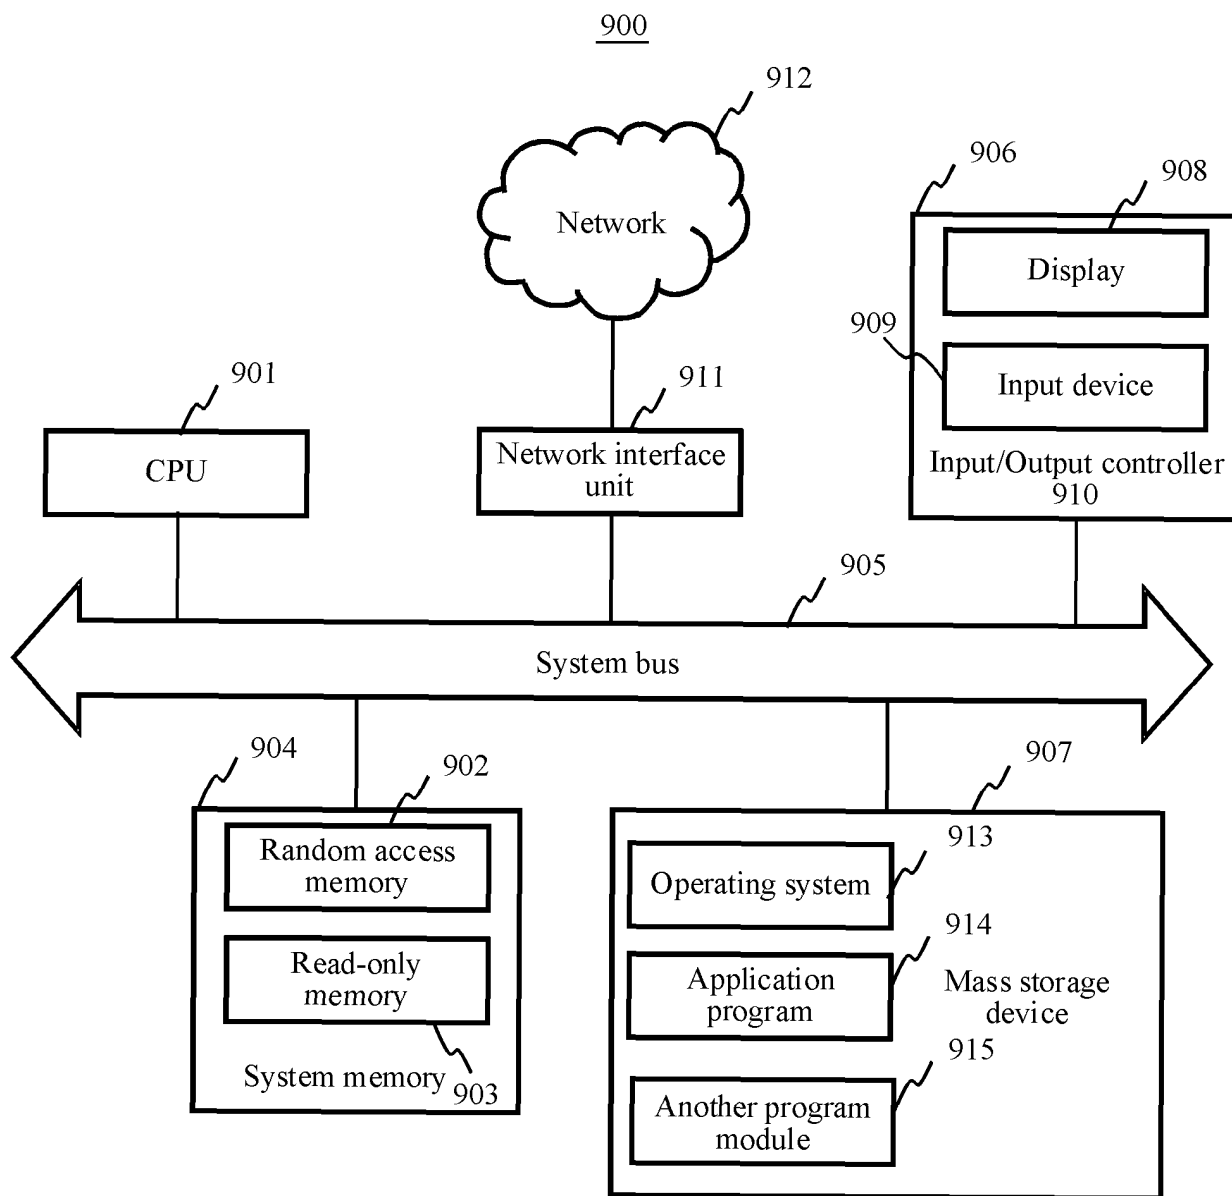 900
912
Network
906
908
Display
909
Input device
Input/Output controller
910
901
CPU
911
Network interface
unit
905
System bus
904
902
Random access
memory
Read-only
memory
System memory
903
907
913
Operating system
914
Application
program
Mass storage
device
915
Another program
module